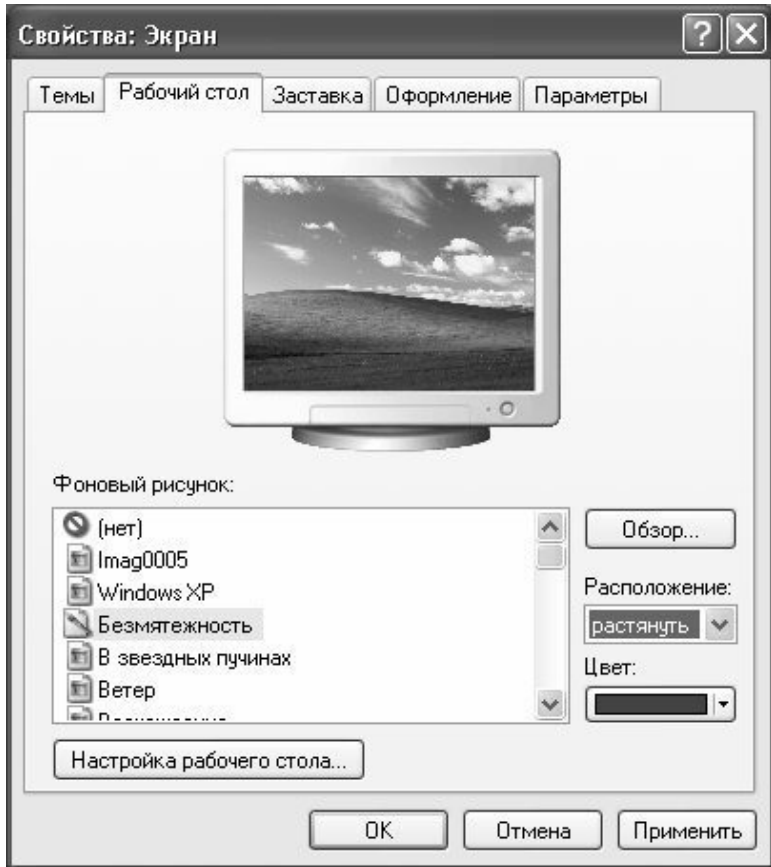 Свойства: Экран
Темы Рабочий стол Заставка Оформление Параметры
Фоновый рисунок:
(нет)
Imag0005
Windows XP
Безмятежность
В звездных пучинах
Ветер
Обзор...
Расположение:
растянуть
Цвет:
Настройка рабочего стола...
OK Отмена Применить